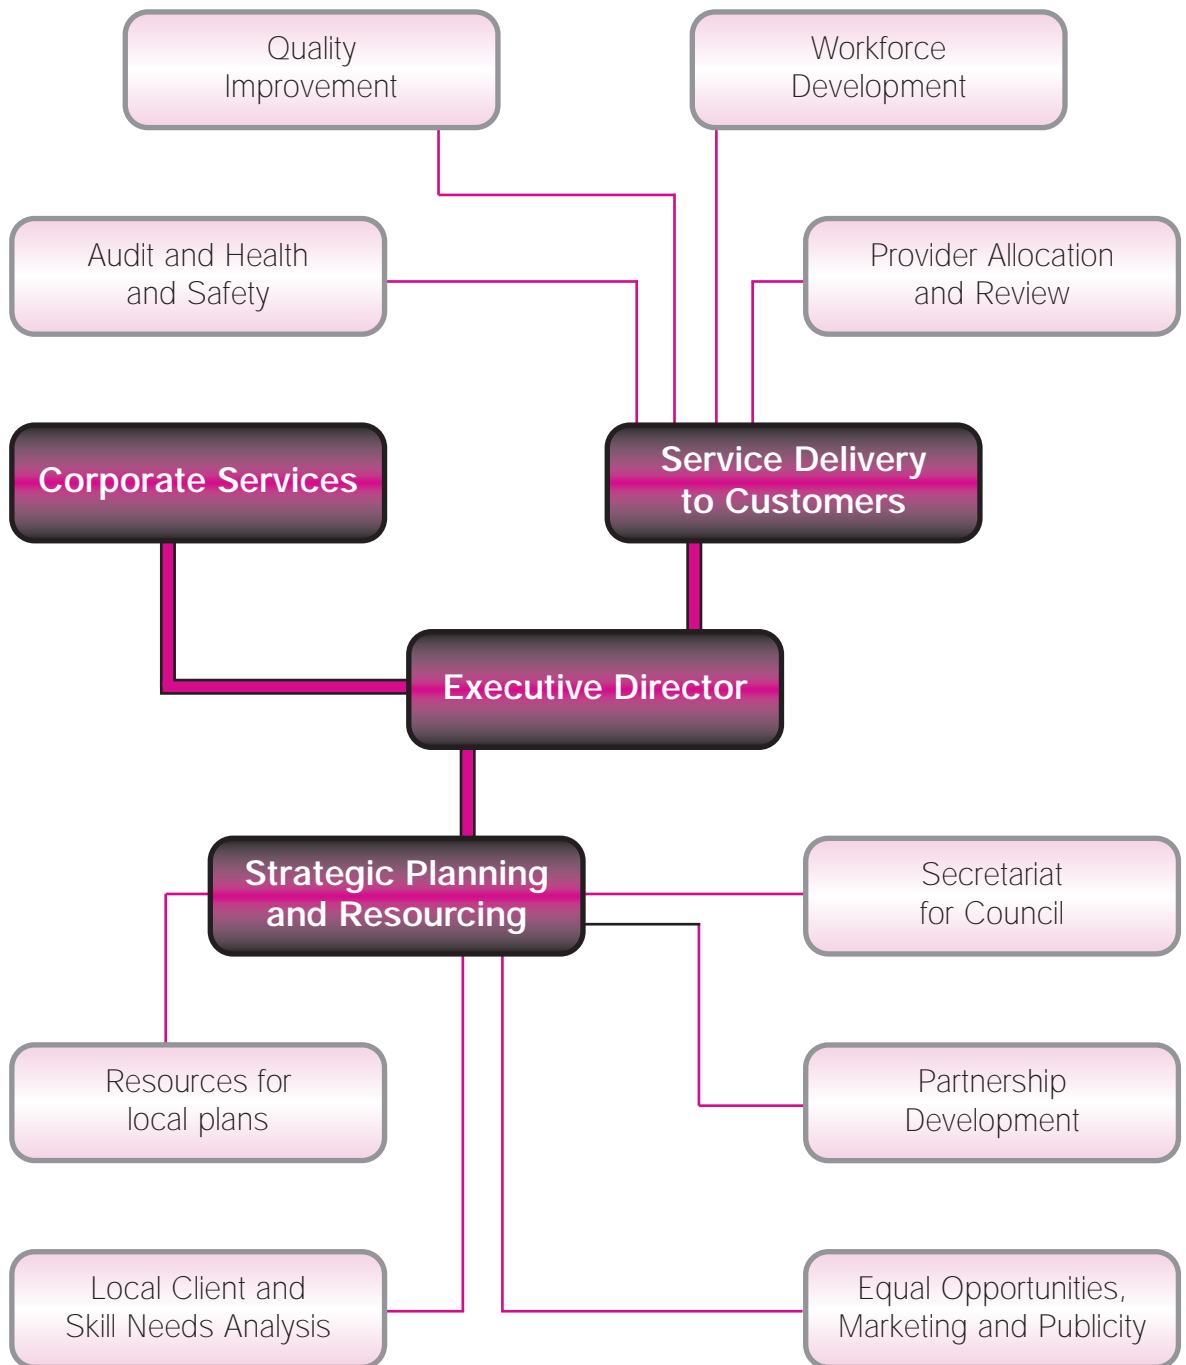 Quality
Improvement
Workforce
Development
Audit and Health
and Safety
Provider Allocation
and Review
Corporate Services
Service Delivery
to Customers
Executive Director
Strategic Planning
and Resourcing
Secretariat
for Council
Resources for
local plans
Partnership
Development
Local Client and
Skill Needs Analysis
Equal Opportunities,
Marketing and Publicity